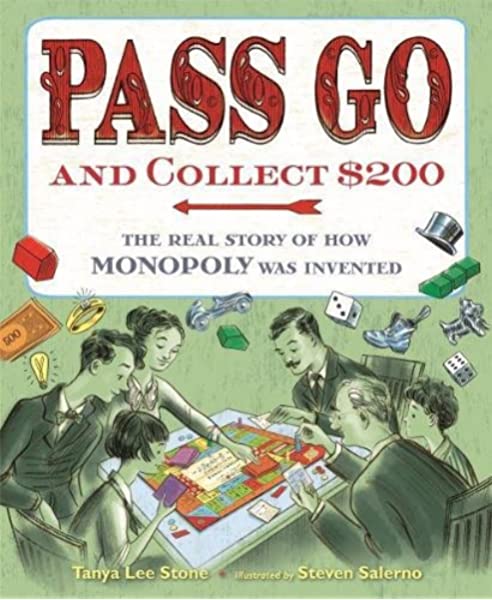 PASS GO
AND COLLECT $200
THE REAL STORY OF HOW
MONOPOLY WAS INVENTED
500
Tanya Lee Stone • Illustrated by Steven Salerno